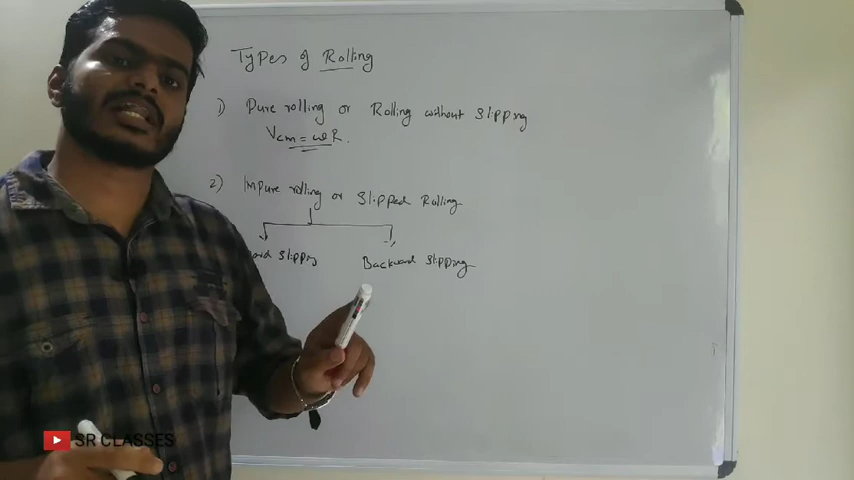 Types of Rolling
1) Pure rolling or Rolling without Slipping
Vcm = ωR.
2) Impure rolling or Slipped Rolling
Slipping Backward Slipping
SR CLASSES